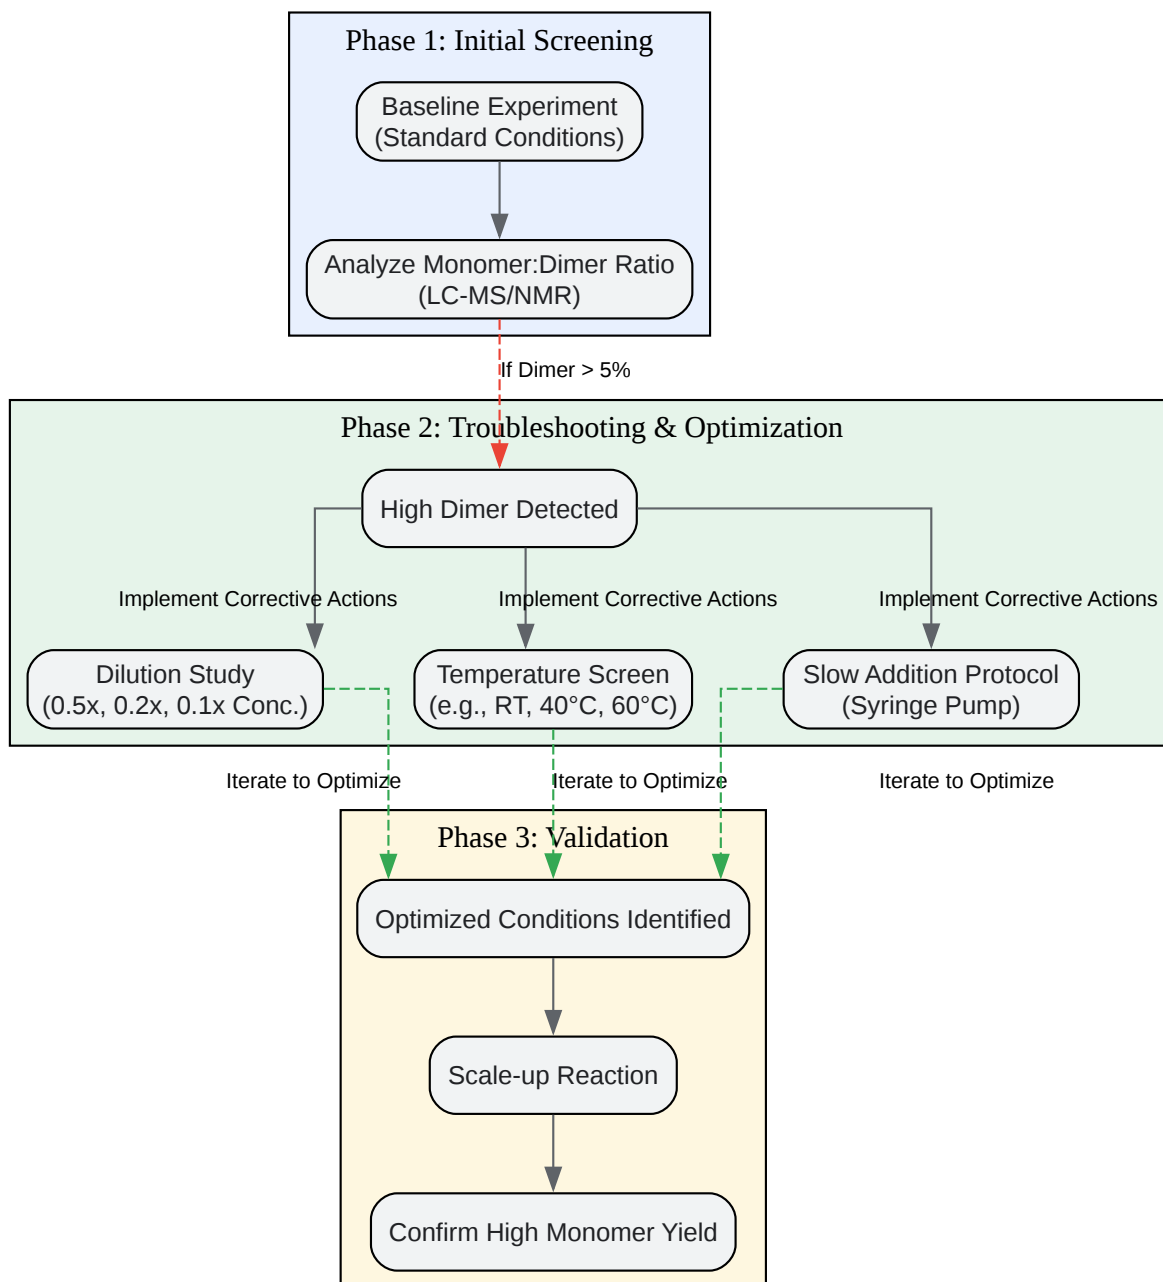 Phase 1: Initial Screening
Baseline Experiment
(Standard Conditions)
Analyze Monomer:Dimer Ratio
(LC-MS/NMR)
If Dimer > 5%
Phase 2: Troubleshooting & Optimization
High Dimer Detected
Implement Corrective Actions
Implement Corrective Actions
Implement Corrective Actions
Dilution Study
(0.5x, 0.2x, 0.1x Conc.)
Temperature Screen
(e.g., RT, 40°C, 60°C)
Slow Addition Protocol
(Syringe Pump)
Iterate to Optimize
Iterate to Optimize
Iterate to Optimize
Phase 3: Validation
Optimized Conditions Identified
Scale-up Reaction
Confirm High Monomer Yield